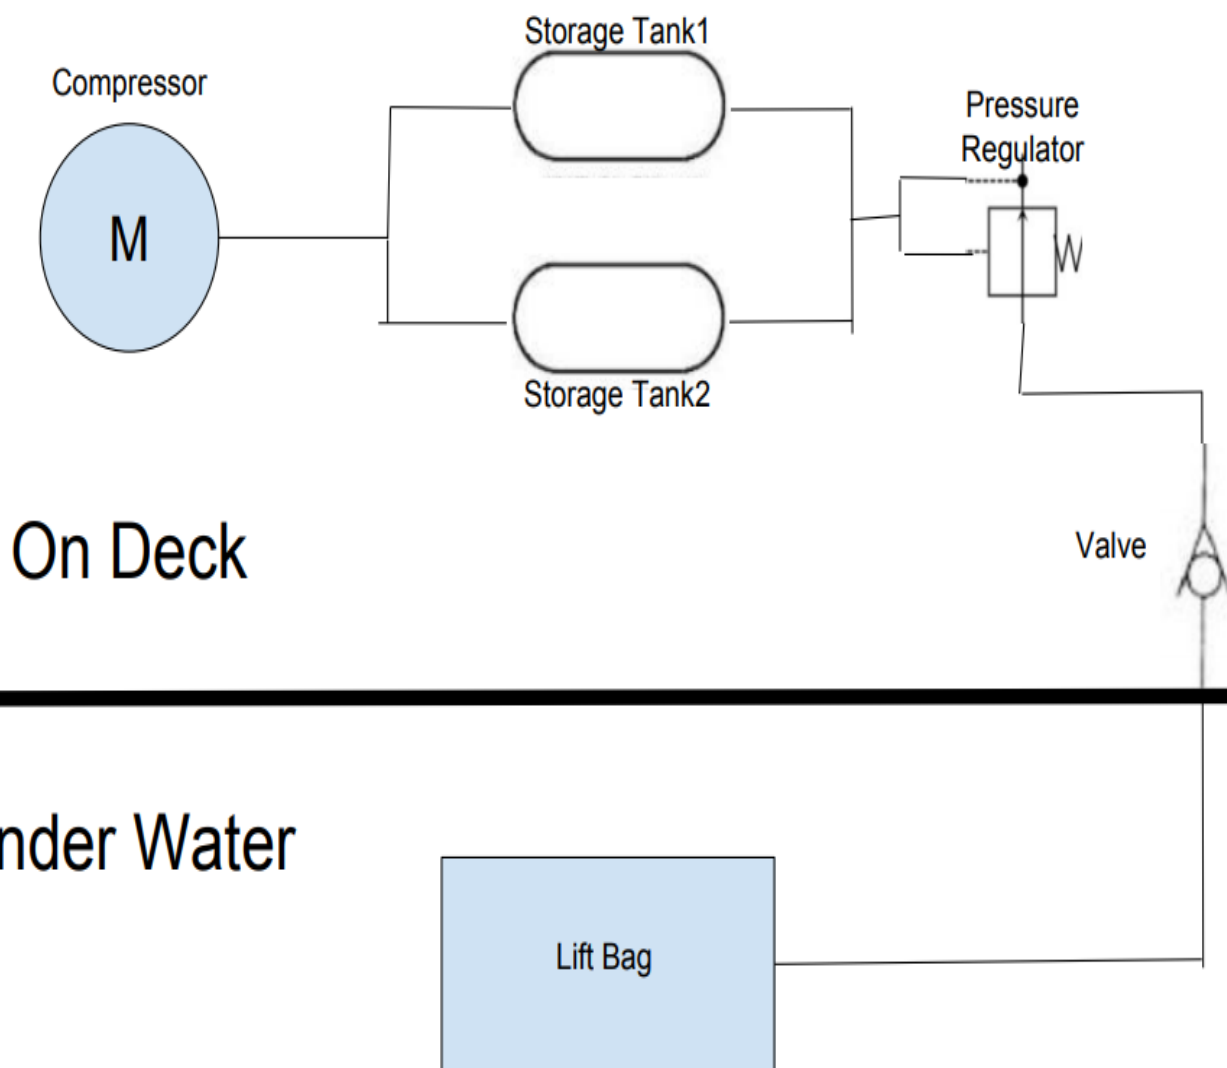 Storage Tank1
Compressor
Pressure
Regulator
M
W
Storage Tank2
On Deck
Valve
nder Water
Lift Bag